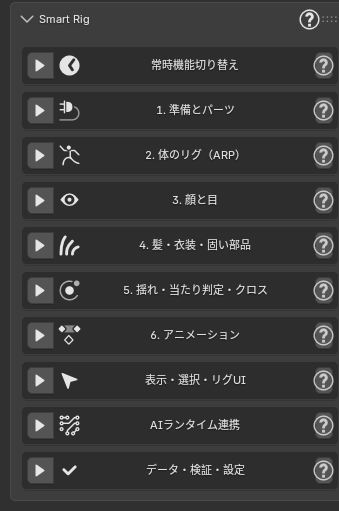 Smart Rig
常時機能切り替え
1. 準備とパーツ
2. 体のリグ（ARP）
3. 顔と目
4. 髪・衣装・固い部品
5. 揺れ・当たり判定・クロス
6. アニメーション
表示・選択・リグUI
AIランタイム連携
データ・検証・設定